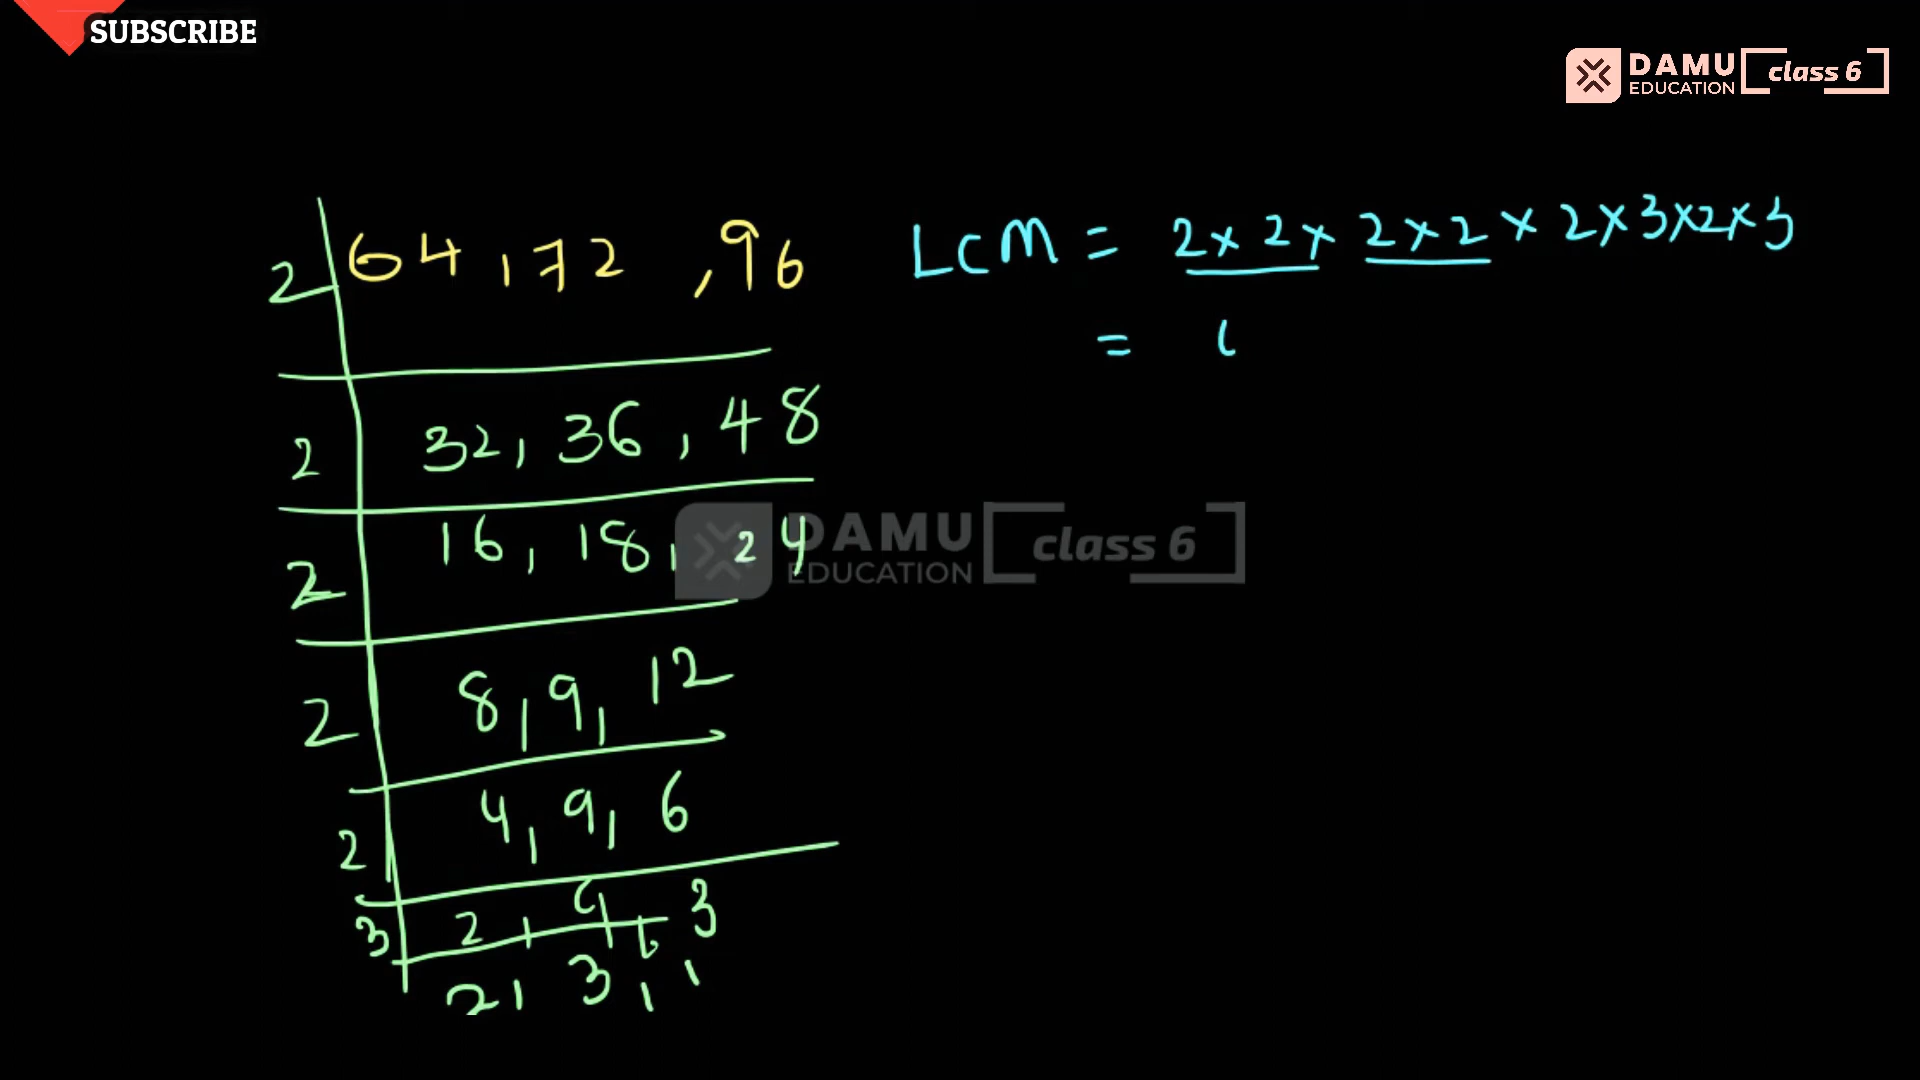 SUBSCRIBE
DAMU
EDUCATION
class 6
2 64, 72, 96
LCM = 2 × 2 × 2 × 2 × 2 × 3 × 2 × 3
=
2 32, 36, 48
2 16, 18, 24
DAMU
EDUCATION
class 6
2 8, 9, 12
2 4, 9, 6
3 2, 9, 3
2, 3, 1